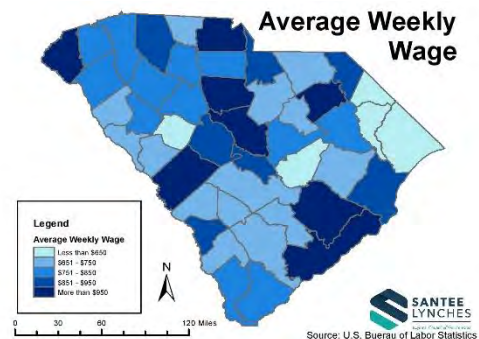 Average Weekly
Wage
Legend
Average Weekly Wage
Less than $650
$651 - $750
$751 - $850
$851 - $950
More than $950
N
0 30 60 120 Miles
SANTEE
LYNCHES
Source: U.S. Buerau of Labor Statistics